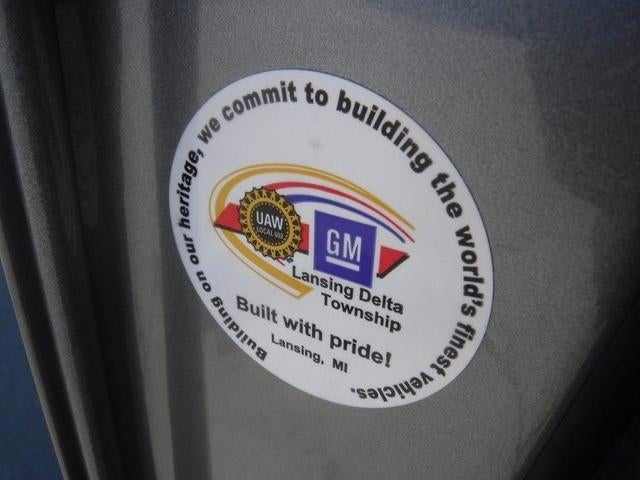 Building on our heritage, we commit to building the world's finest vehicles.
UAW
LOCAL 602
GM
Lansing Delta
Township
Built with pride!
Lansing, MI